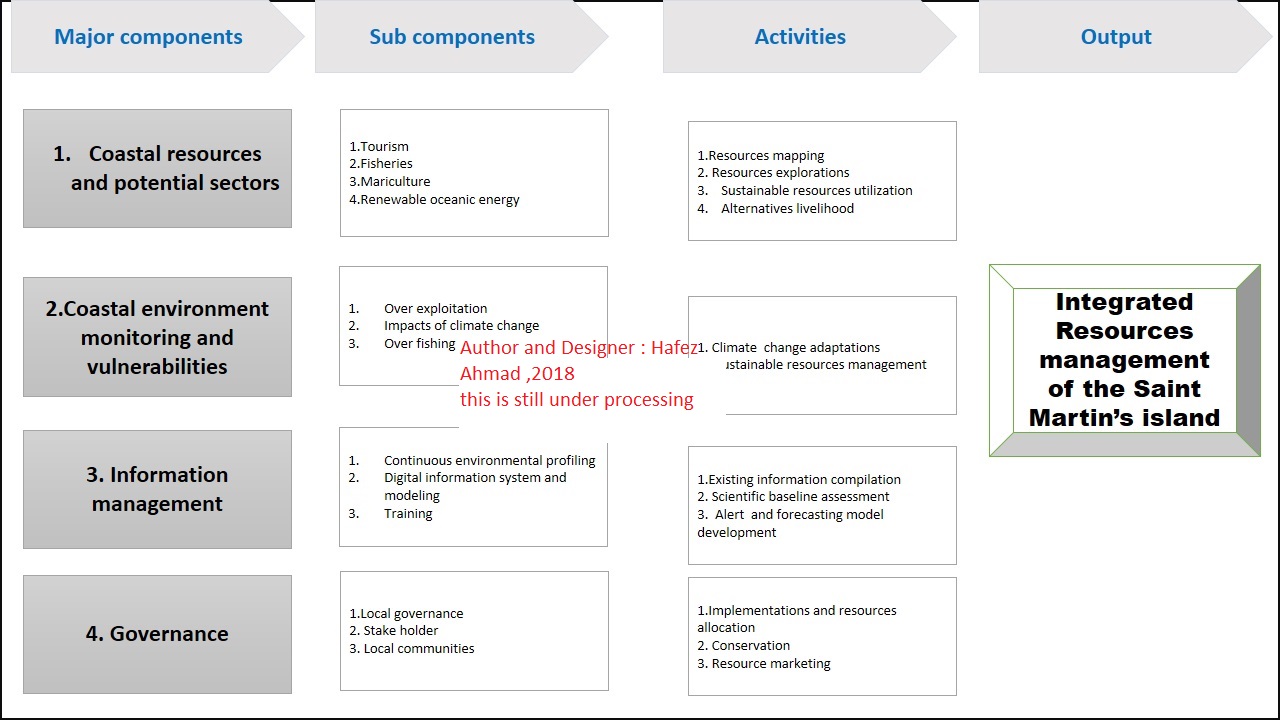 Major components
Sub components
Activities
Output
1. Coastal resources
and potential sectors
1.Tourism
2.Fisheries
3.Mariculture
4.Renewable oceanic energy
1.Resources mapping
2. Resources explorations
3. Sustainable resources utilization
4. Alternatives livelihood
2.Coastal environment
monitoring and
vulnerabilities
1. Over exploitation
2. Impacts of climate change
3. Over fishing
Author and Designer : Hafez
Ahmad ,2018
this is still under processing
1. Climate change adaptations
ustainable resources management
Integrated
Resources
management
of the Saint
Martin’s island
3. Information
management
1. Continuous environmental profiling
2. Digital information system and
modeling
3. Training
1.Existing information compilation
2. Scientific baseline assessment
3. Alert and forecasting model
development
4. Governance
1.Local governance
2. Stake holder
3. Local communities
1.Implementations and resources
allocation
2. Conservation
3. Resource marketing